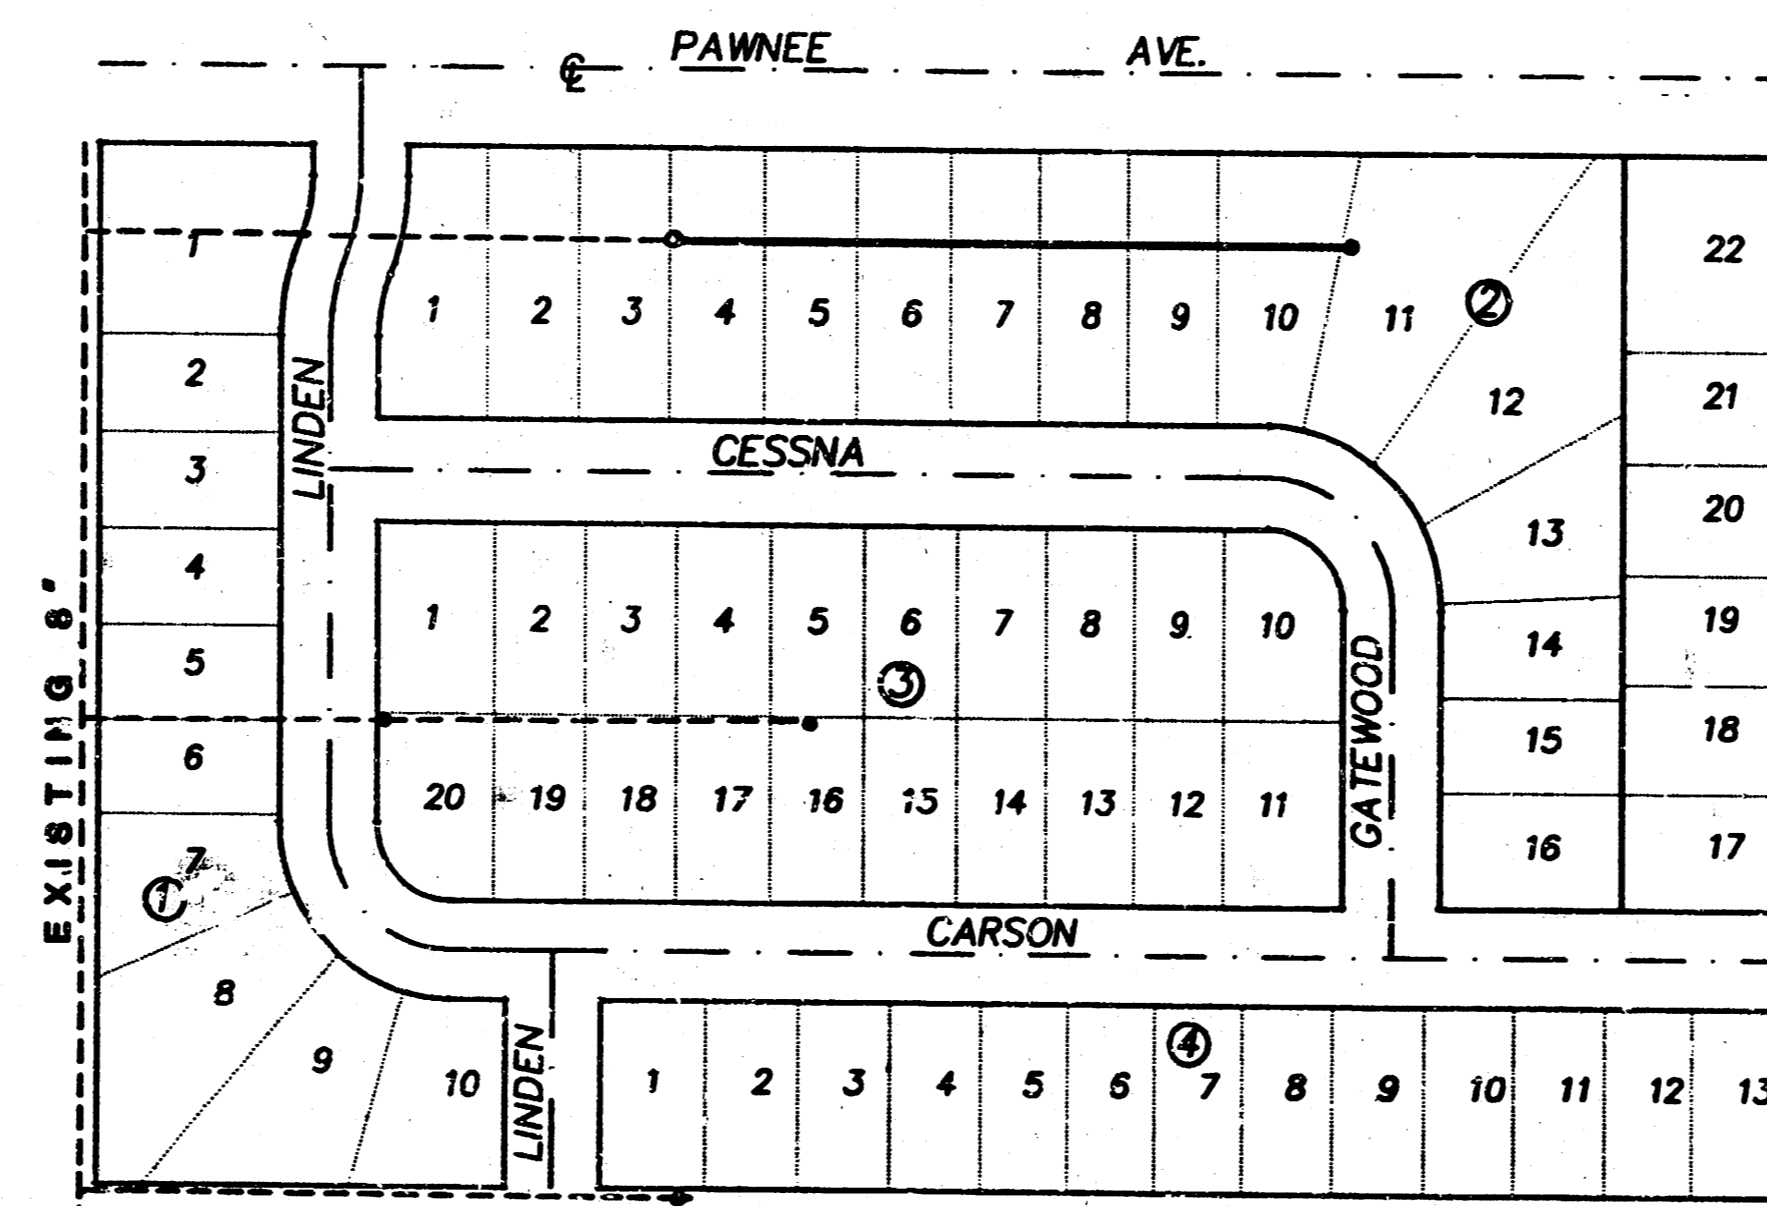 PAWNEE AVE.
℄
1
22
1 2 3 4 5 6 7 8 9 10 11 ②
2
12
21
LINDEN
CESSNA
3
20
13
4
1 2 3 4 5 6 7 8 9 10
19
14
5
③
GATEWOOD
18
15
6
20 19 18 17 16 15 14 13 12 11
16
17
EXISTING 8"
7
①
CARSON
8
9
10
LINDEN
④
1 2 3 4 5 6 7 8 9 10 11 12 13